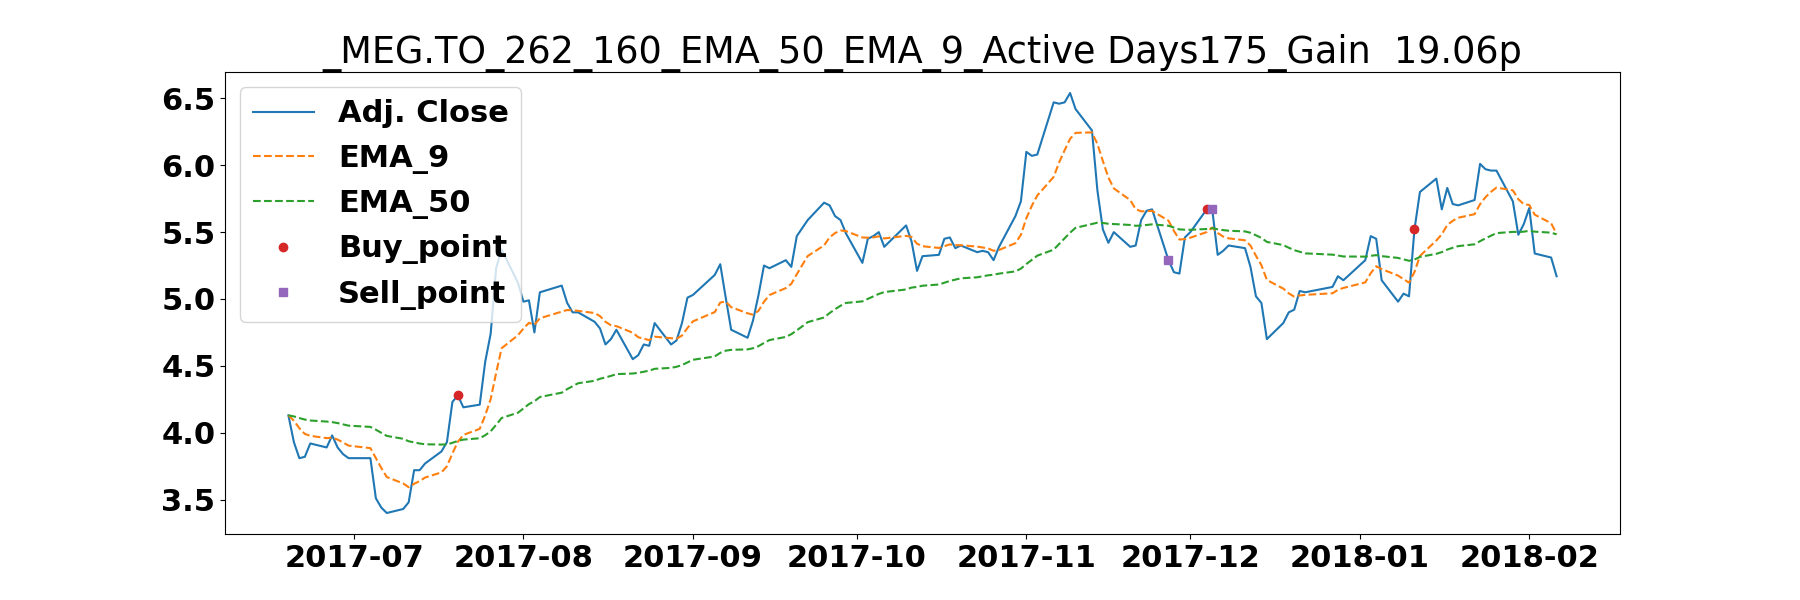 _MEG.TO_262_160_EMA_50_EMA_9_Active Days175_Gain  19.06p
6.5
6.0
5.5
5.0
4.5
4.0
3.5
Adj. Close
EMA_9
EMA_50
Buy_point
Sell_point
2017-07 2017-08 2017-09 2017-10 2017-11 2017-12 2018-01 2018-02